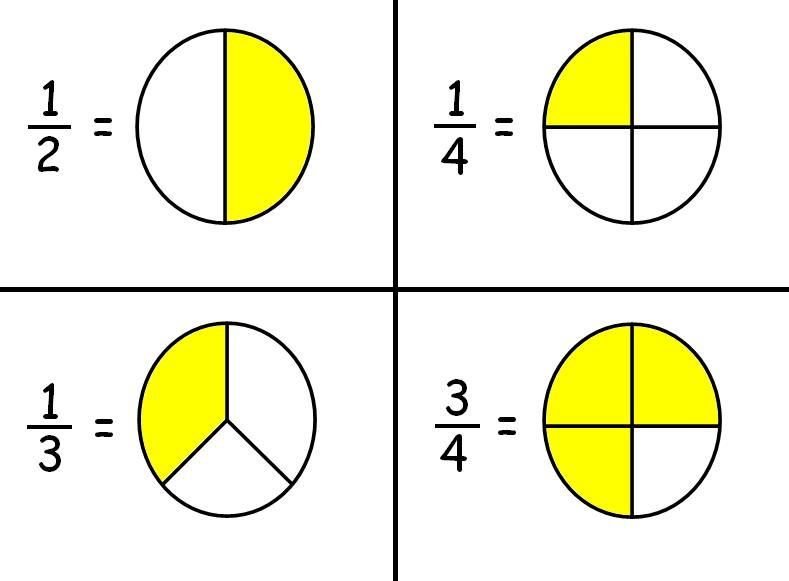 1/2 =
1/4 =
1/3 =
3/4 =